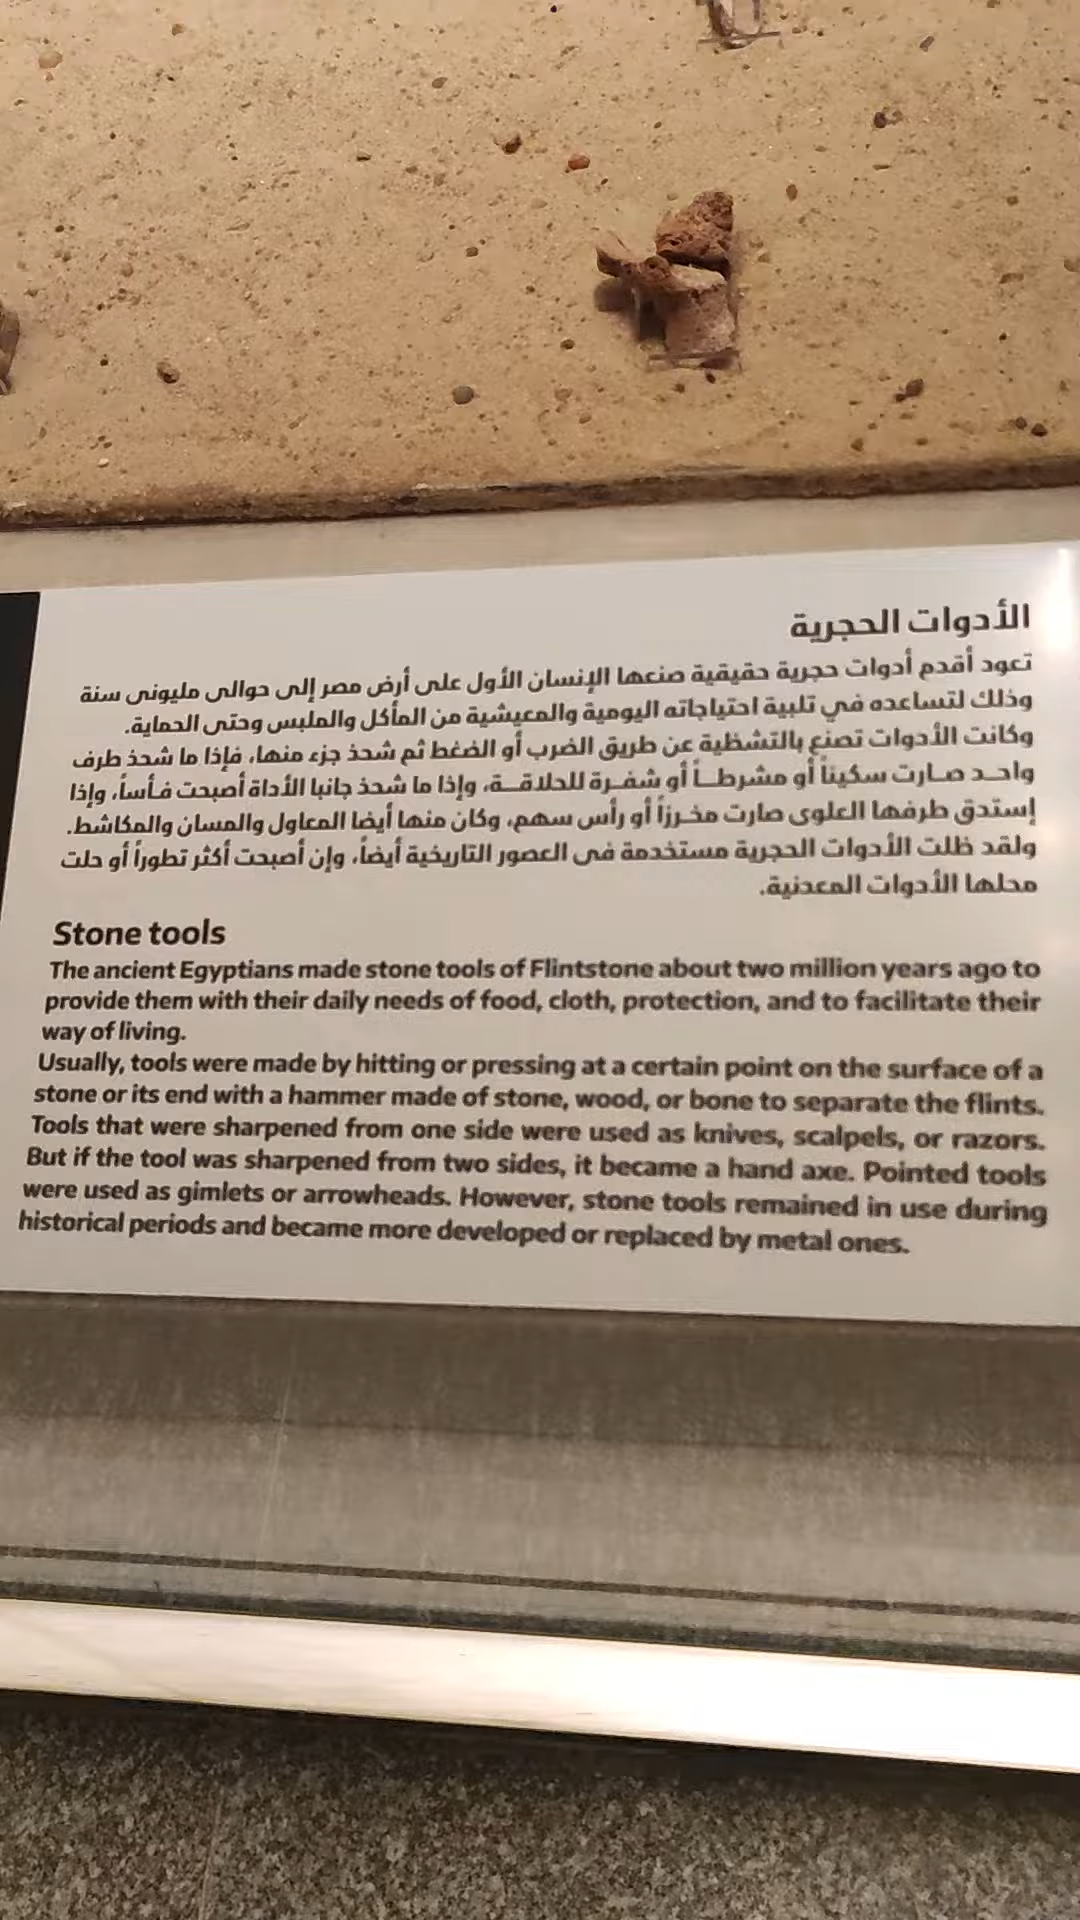 الأدوات الحجرية
تعود أقدم أدوات حجرية حقيقية صنعها الإنسان الأول على أرض مصر إلى حوالى مليونى سنة
وذلك لتساعده في تلبية احتياجاته اليومية والمعيشية من المأكل والملبس وحتى الحماية.
وكانت الأدوات تصنع بالتشظية عن طريق الضرب أو الضغط ثم شحذ جزء منها، فإذا ما شحذ طرف
واحد صارت سكيناً أو مشرطاً أو شفرة للحلاقة، وإذا ما شحذ جانبا الأداة أصبحت فأساً، وإذا
إستدق طرفها العلوى صارت مخرزاً أو رأس سهم، وكان منها أيضا المعاول والمسان والمكاشط.
ولقد ظلت الأدوات الحجرية مستخدمة فى العصور التاريخية أيضاً، وإن أصبحت أكثر تطوراً أو حلت
محلها الأدوات المعدنية.
Stone tools
The ancient Egyptians made stone tools of Flintstone about two million years ago to
provide them with their daily needs of food, cloth, protection, and to facilitate their
way of living.
Usually, tools were made by hitting or pressing at a certain point on the surface of a
stone or its end with a hammer made of stone, wood, or bone to separate the flints.
Tools that were sharpened from one side were used as knives, scalpels, or razors.
But if the tool was sharpened from two sides, it became a hand axe. Pointed tools
were used as gimlets or arrowheads. However, stone tools remained in use during
historical periods and became more developed or replaced by metal ones.